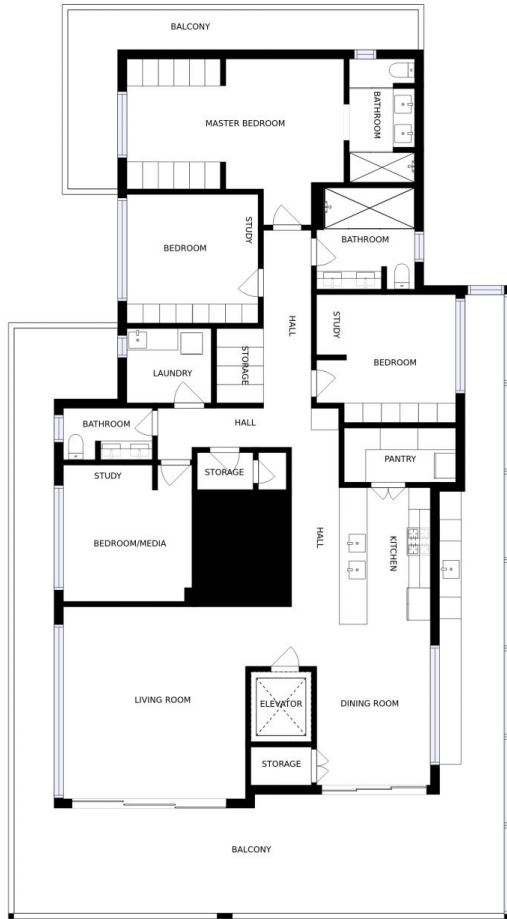 BALCONY
MASTER BEDROOM
BATHROOM
BEDROOM
STUDY
BATHROOM
HALL
STUDY
BEDROOM
STORAGE
LAUNDRY
BATHROOM
HALL
PANTRY
STUDY
STORAGE
BEDROOM/MEDIA
HALL
KITCHEN
LIVING ROOM
ELEVATOR
DINING ROOM
STORAGE
BALCONY